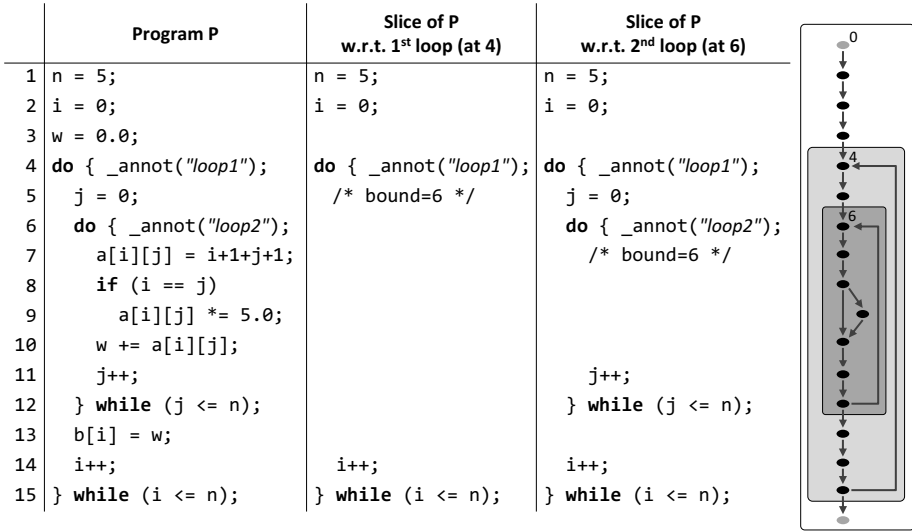 Program P
Slice of P
w.r.t. 1st loop (at 4)
Slice of P
w.r.t. 2nd loop (at 6)
1 n = 5; n = 5; n = 5;
2 i = 0; i = 0; i = 0;
3 w = 0.0;
4 do { _annot("loop1"); do { _annot("loop1"); do { _annot("loop1");
5 j = 0; /* bound=6 */ j = 0;
6 do { _annot("loop2"); do { _annot("loop2");
7 a[i][j] = i+1+j+1; /* bound=6 */
8 if (i == j)
9 a[i][j] *= 5.0;
10 w += a[i][j];
11 j++; j++;
12 } while (j <= n); } while (j <= n);
13 b[i] = w;
14 i++; i++; i++;
15 } while (i <= n); } while (i <= n); } while (i <= n);
0
4
6